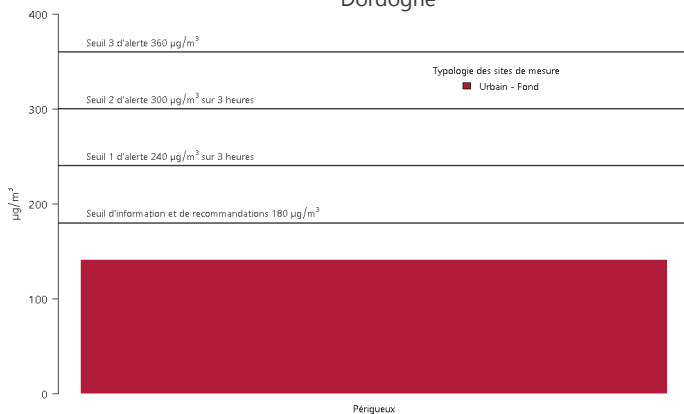 Dordogne
400
Seuil 3 d'alerte 360 µg/m³
Typologie des sites de mesure
Urbain - Fond
Seuil 2 d'alerte 300 µg/m³ sur 3 heures
300
Seuil 1 d'alerte 240 µg/m³ sur 3 heures
µg/m³
200
Seuil d'information et de recommandations 180 µg/m³
100
0
Périgueux